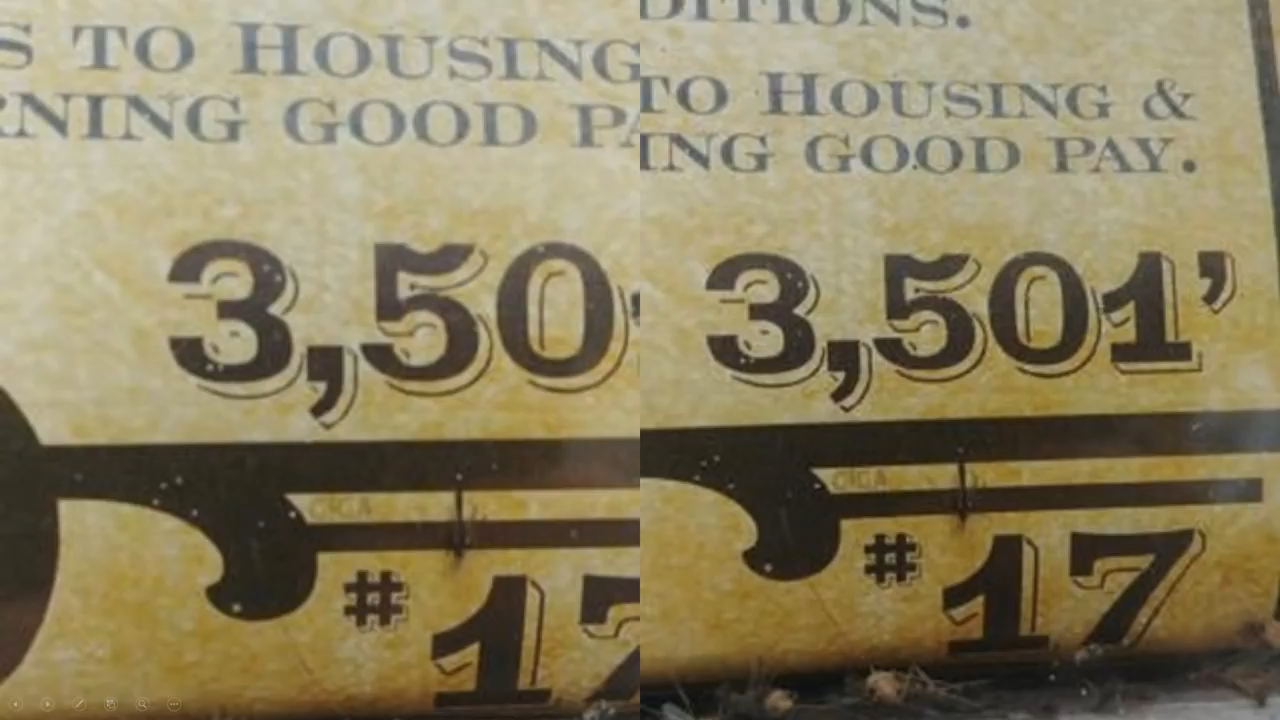 S TO HOUSING
RNING GOOD PA
3,50
#17
DITIONS.
TO HOUSING &
ING GOOD PAY.
3,501'
#17